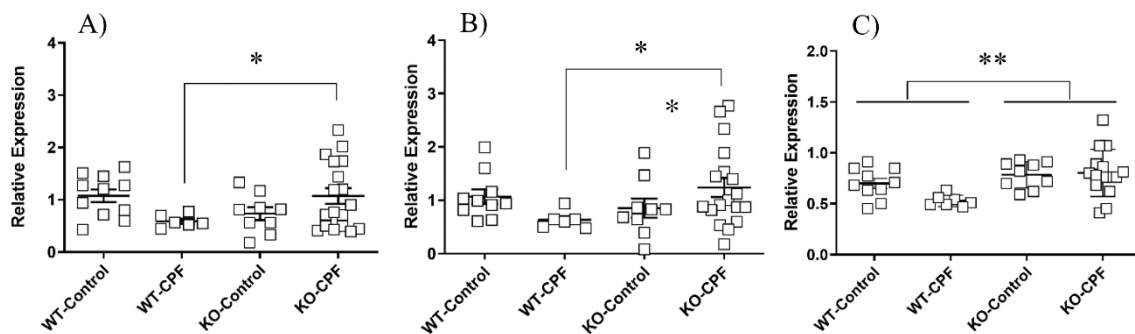 A)
Relative Expression
4
3
2
1
0
*
WT-Control
WT-CPF
KO-Control
KO-CPF
B)
Relative Expression
4
3
2
1
0
*
*
WT-Control
WT-CPF
KO-Control
KO-CPF
C)
Relative Expression
2.0
1.5
1.0
0.5
0.0
**
WT-Control
WT-CPF
KO-Control
KO-CPF